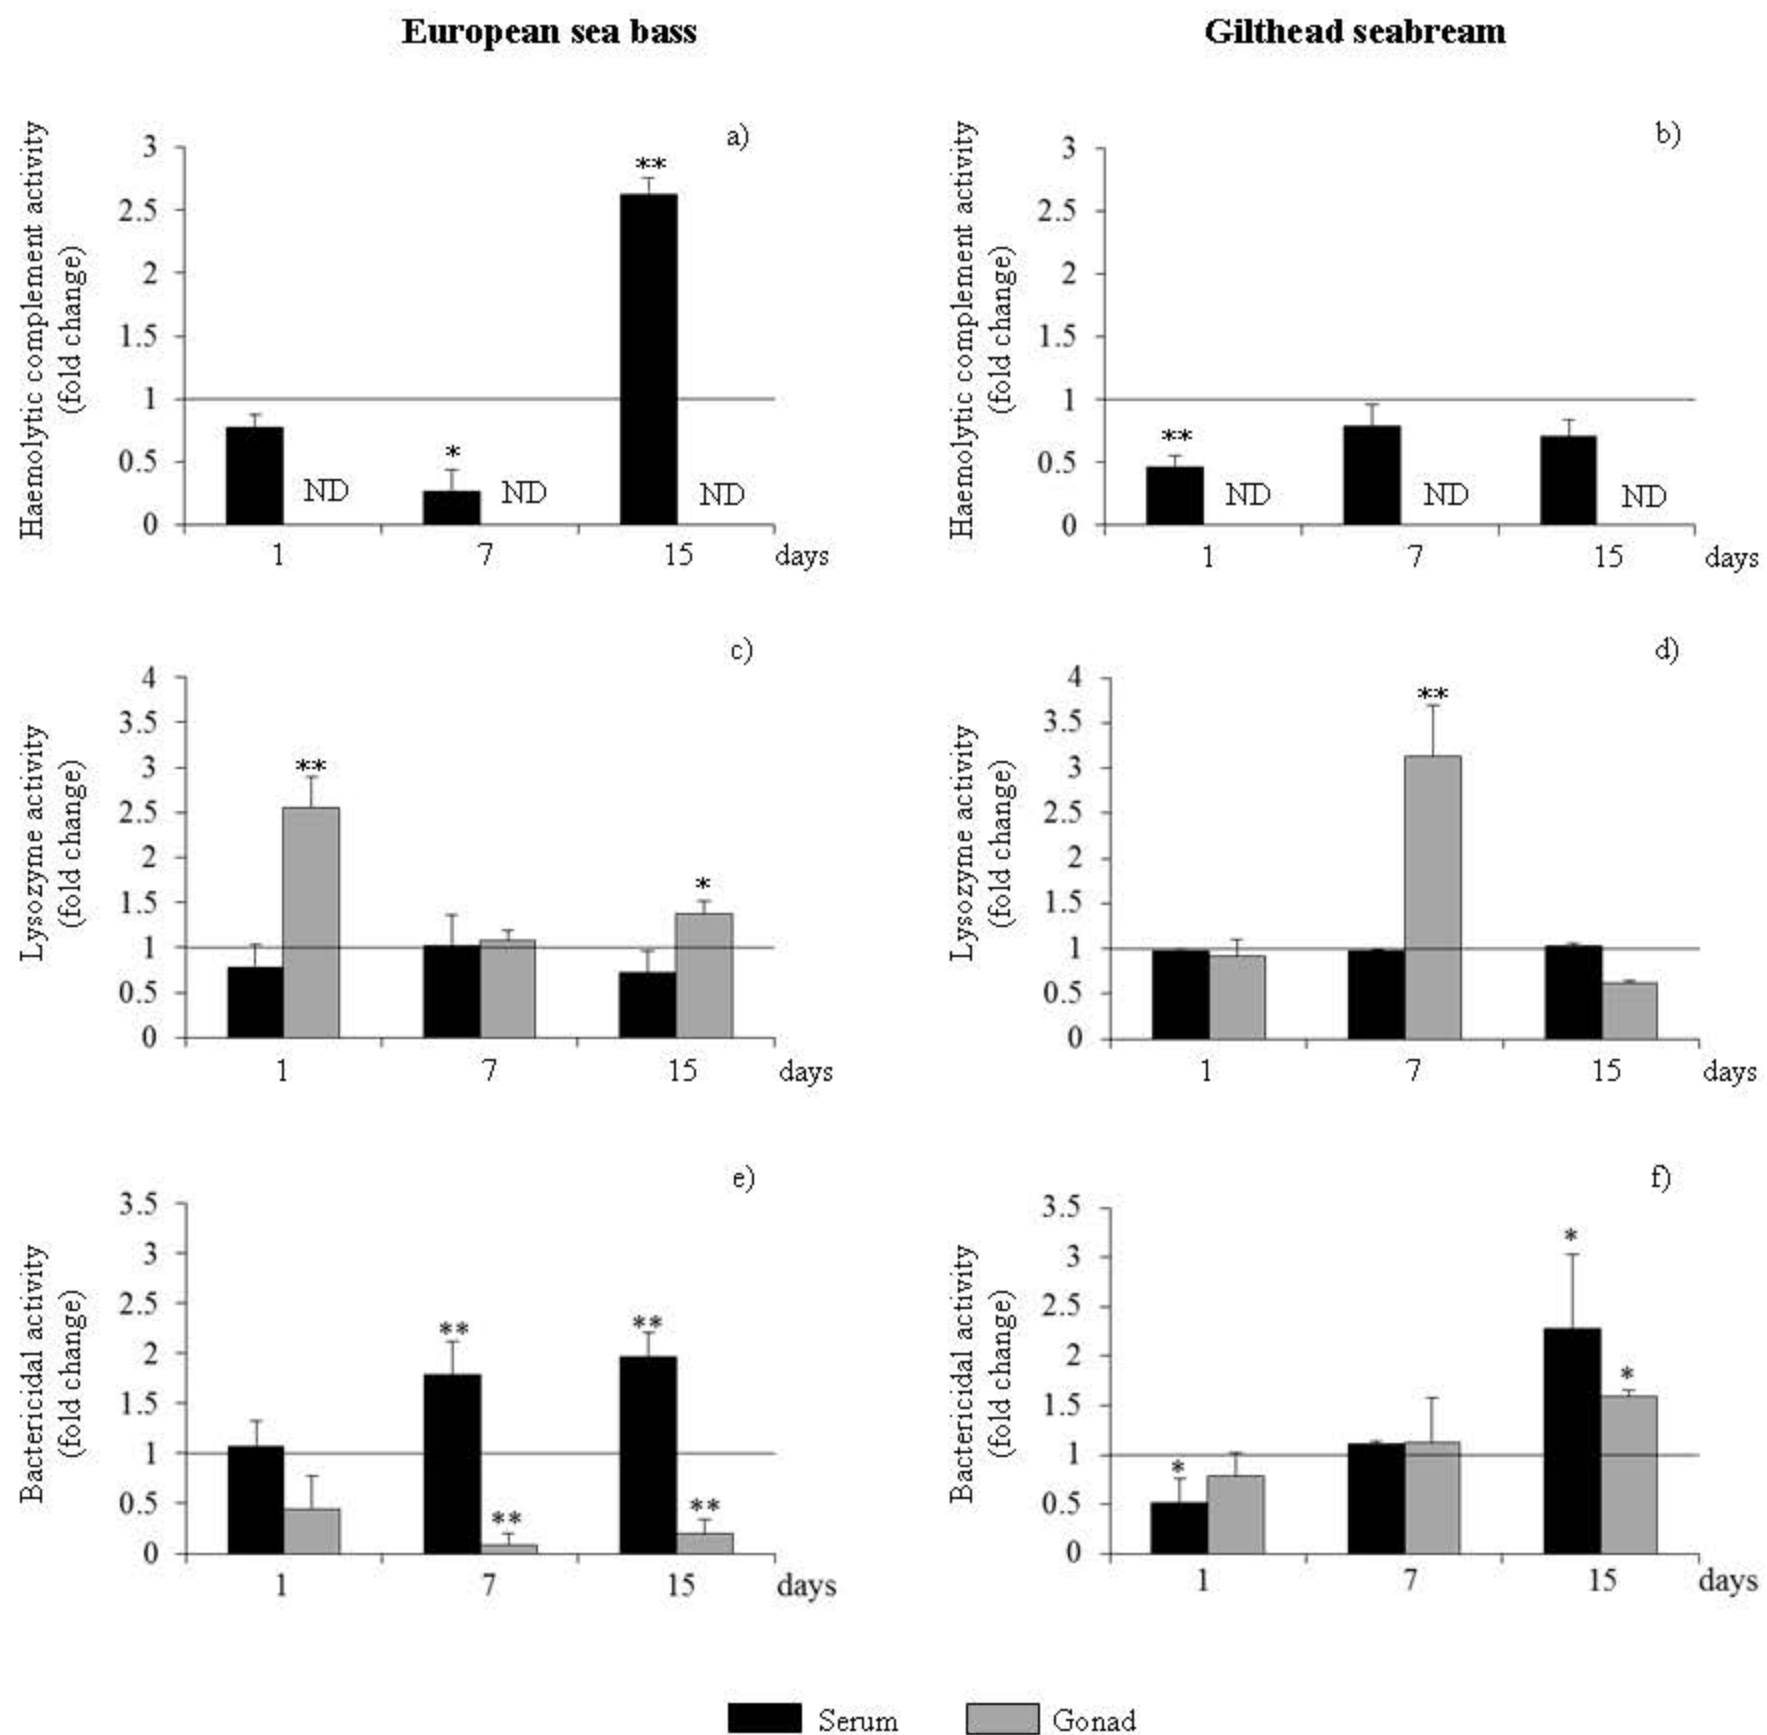 European sea bass
Gilthead seabream
a)
Haemolytic complement activity
(fold change)
3
2.5
2
1.5
1
0.5
0
**
*
ND
ND
ND
1
7
15
days
b)
Haemolytic complement activity
(fold change)
3
2.5
2
1.5
1
0.5
0
**
ND
ND
ND
1
7
15
days
c)
Lysozyme activity
(fold change)
4
3.5
3
2.5
2
1.5
1
0.5
0
**
*
1
7
15
days
d)
Lysozyme activity
(fold change)
4
3.5
3
2.5
2
1.5
1
0.5
0
**
1
7
15
days
e)
Bactericidal activity
(fold change)
3.5
3
2.5
2
1.5
1
0.5
0
**
**
**
**
1
7
15
days
f)
Bactericidal activity
(fold change)
3.5
3
2.5
2
1.5
1
0.5
0
*
*
*
1
7
15
days
Serum
Gonad